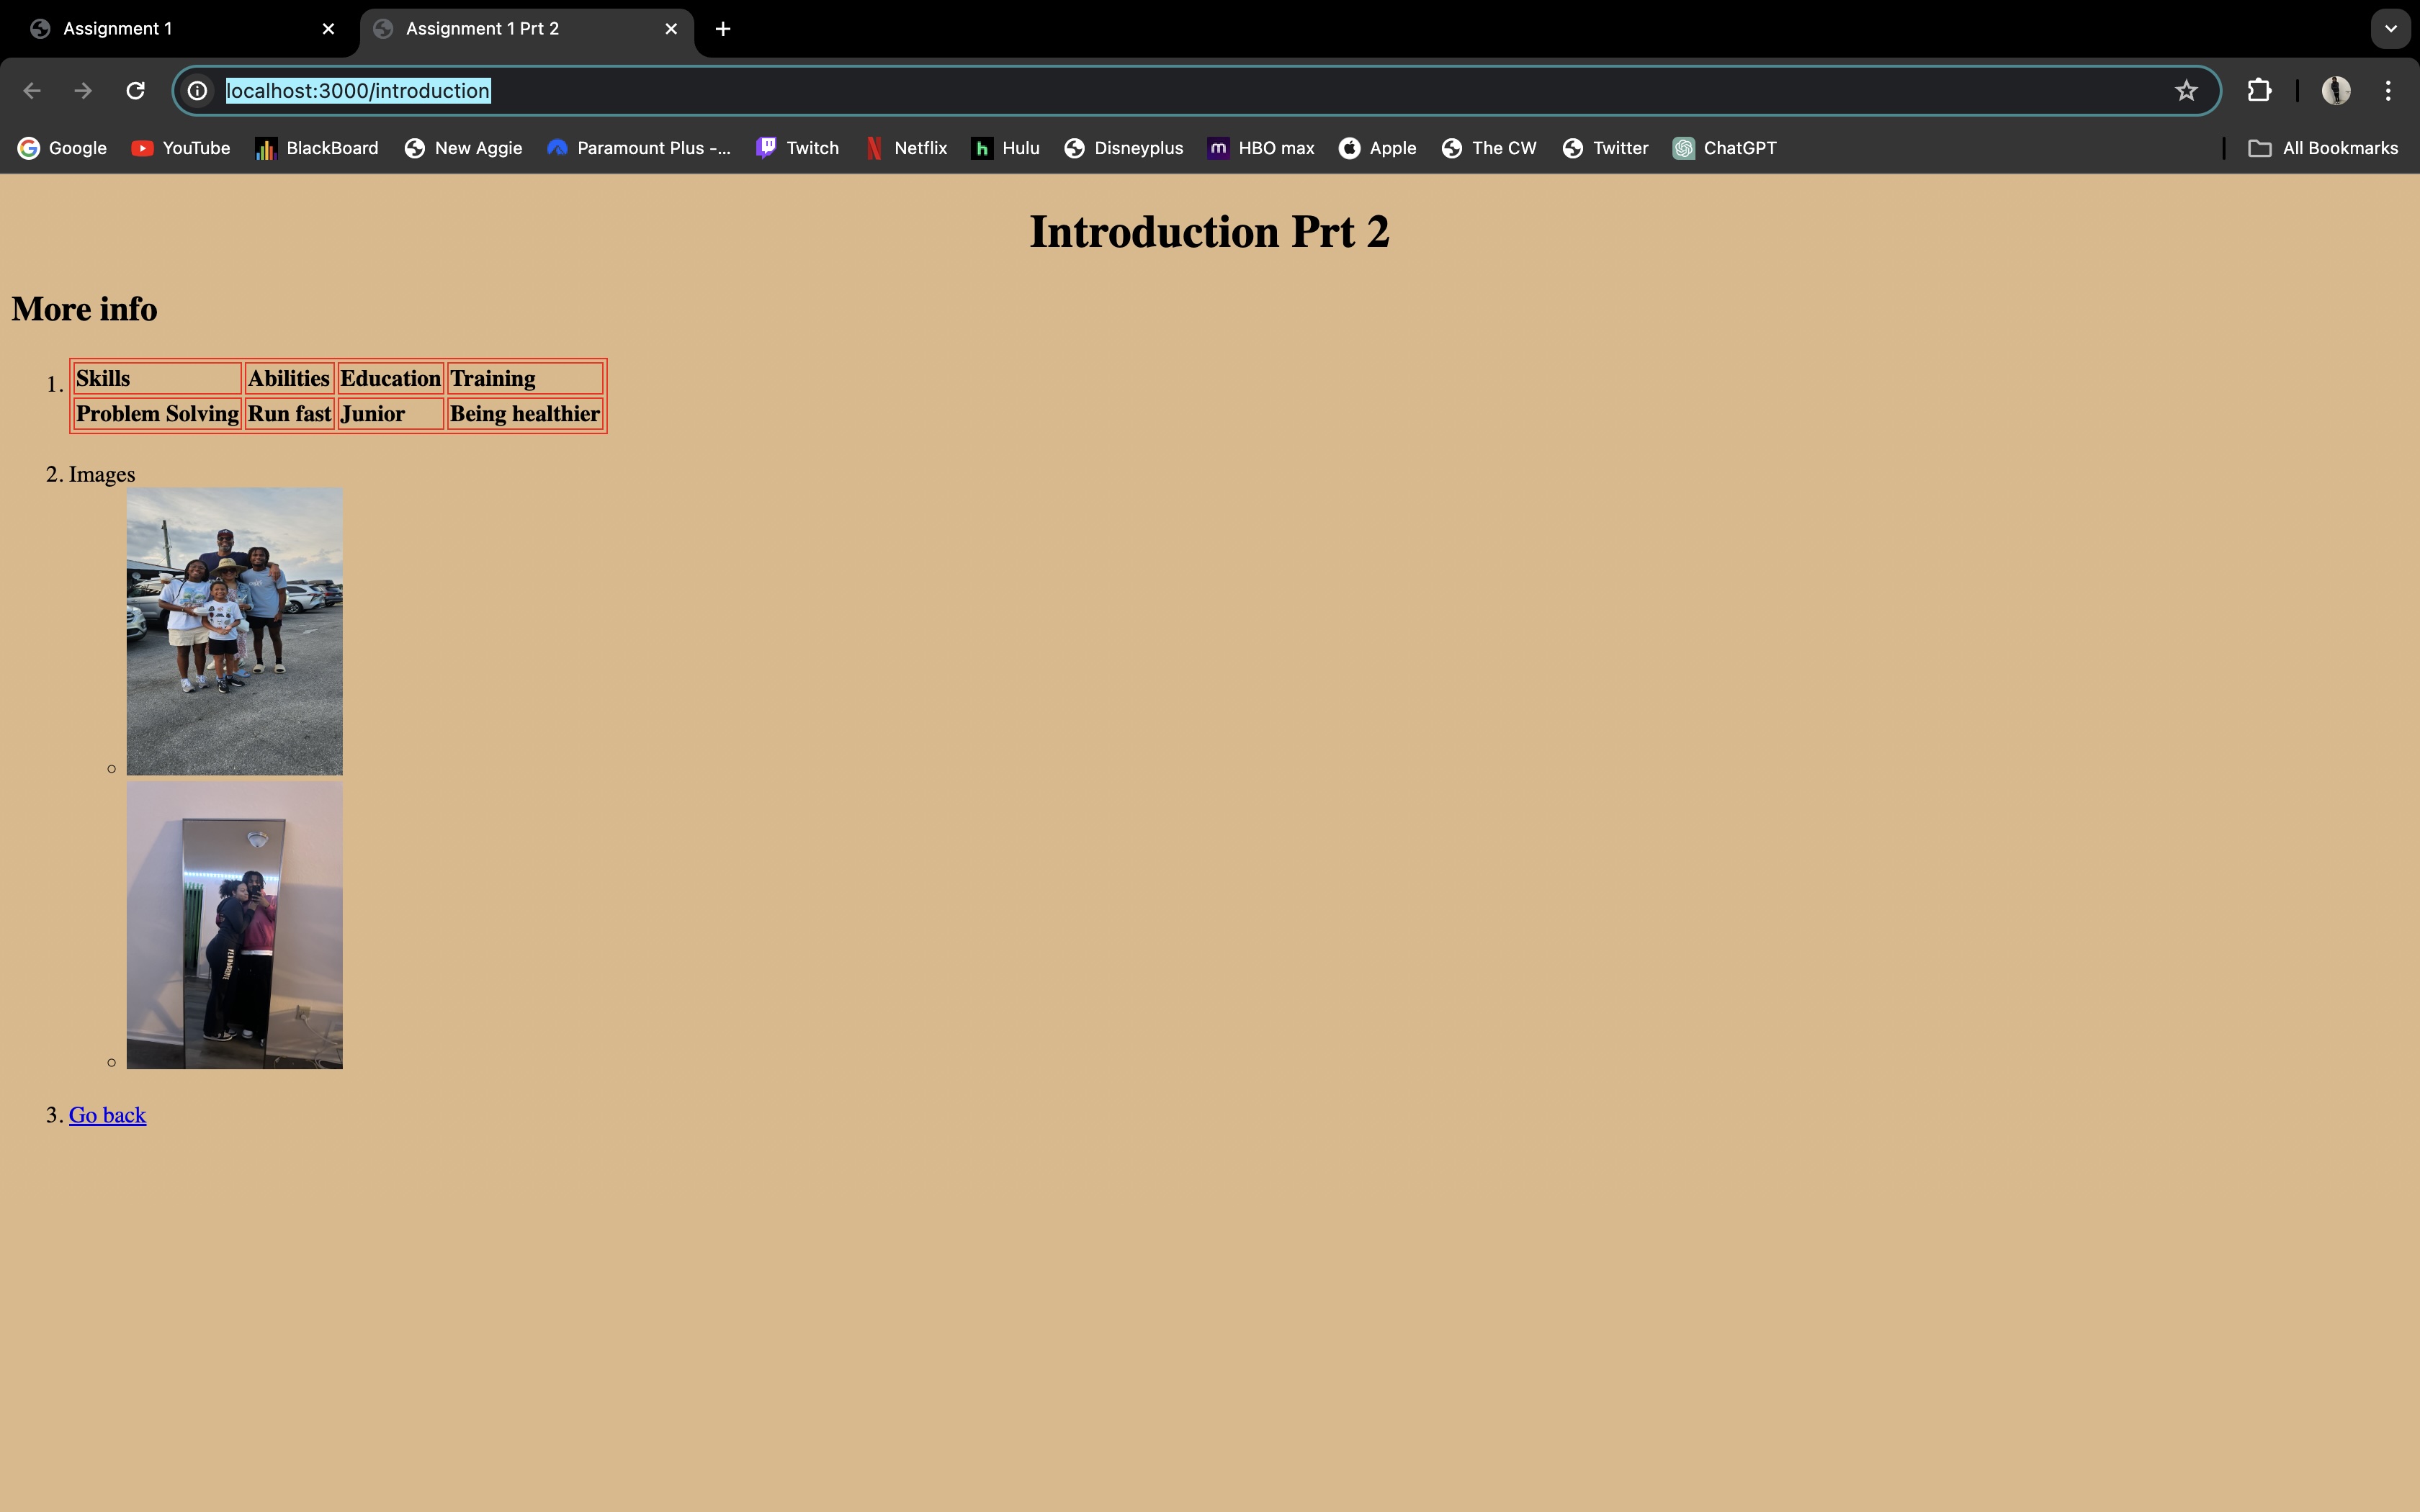 Assignment 1
Assignment 1 Prt 2
localhost:3000/introduction
Google YouTube BlackBoard New Aggie Paramount Plus -... Twitch Netflix Hulu Disneyplus HBO max Apple The CW Twitter ChatGPT All Bookmarks
Introduction Prt 2
More info
1.
Skills Abilities Education Training
Problem Solving Run fast Junior Being healthier
2. Images
3. Go back